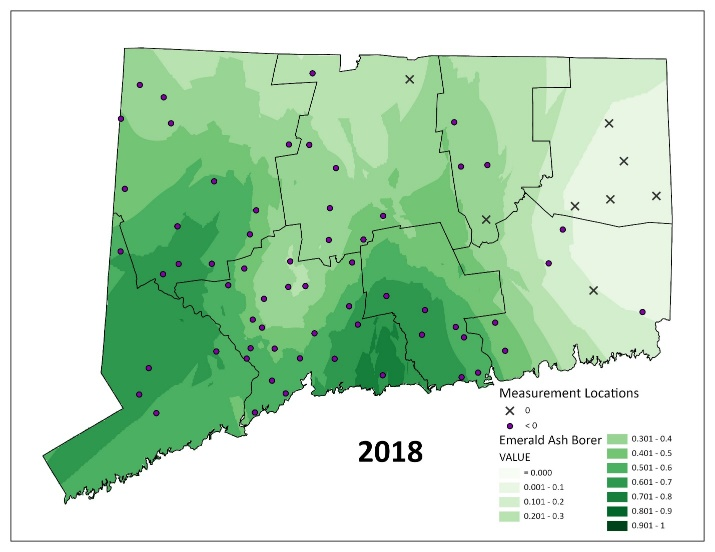 2018
Measurement Locations
0
< 0
Emerald Ash Borer
VALUE
= 0.000
0.001 - 0.1
0.101 - 0.2
0.201 - 0.3
0.301 - 0.4
0.401 - 0.5
0.501 - 0.6
0.601 - 0.7
0.701 - 0.8
0.801 - 0.9
0.901 - 1